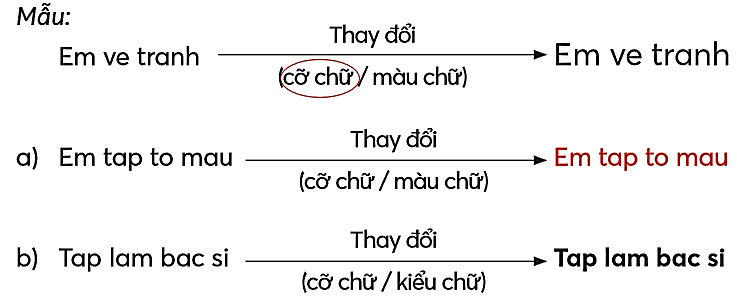 Mẫu:
Thay đổi
Em ve tranh Em ve tranh
(cỡ chữ / màu chữ)
Thay đổi
a) Em tap to mau Em tap to mau
(cỡ chữ / màu chữ)
Thay đổi
b) Tap lam bac si Tap lam bac si
(cỡ chữ / kiểu chữ)